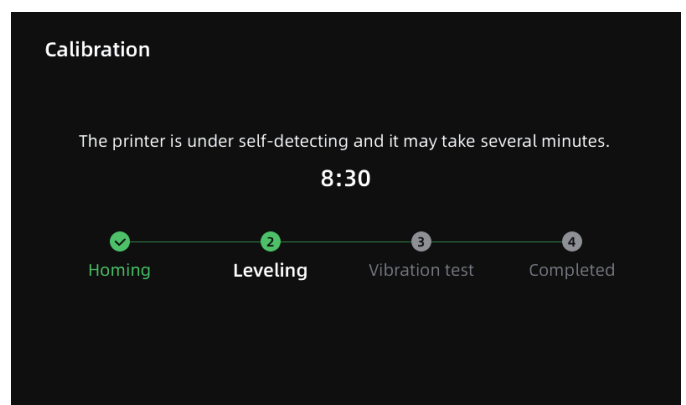 Calibration
The printer is under self-detecting and it may take several minutes.
8:30
2 3 4
Homing Leveling Vibration test Completed